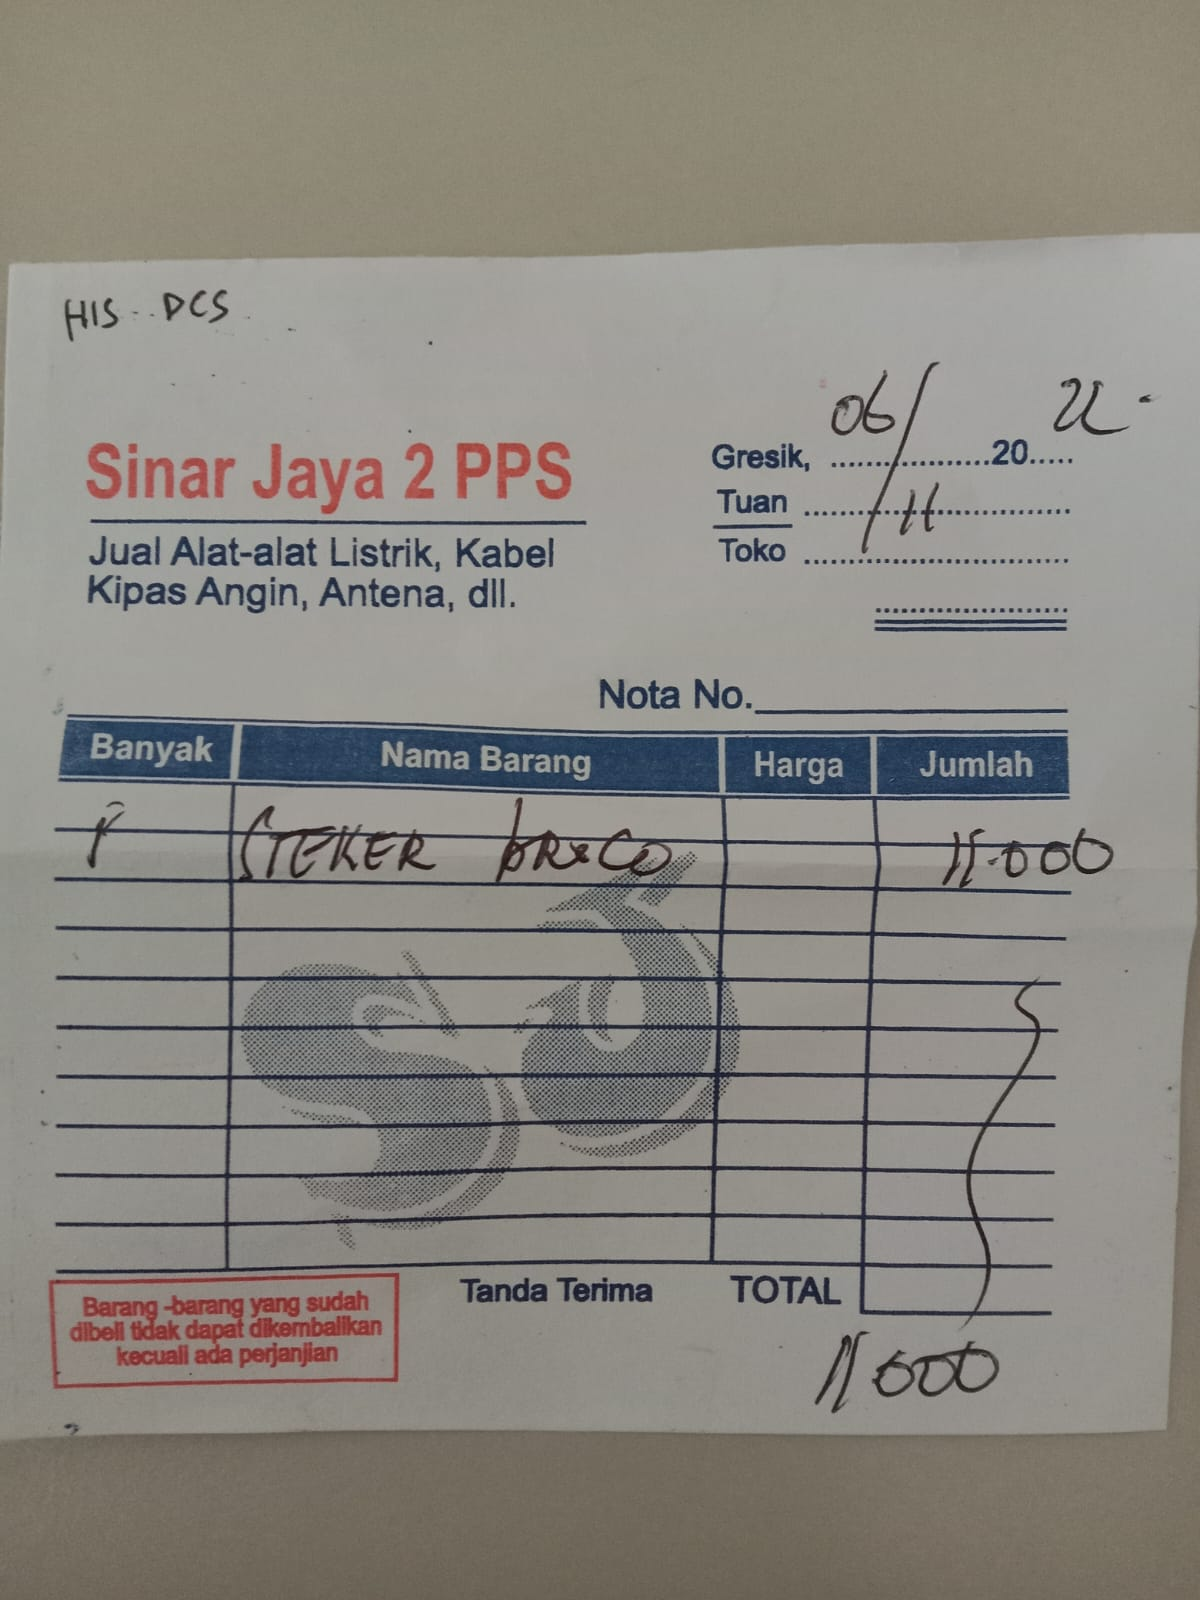 HIS - DCS
Sinar Jaya 2 PPS
Jual Alat-alat Listrik, Kabel
Kipas Angin, Antena, dll.
Gresik, 06/ 20 22
Tuan 11
Toko
Nota No.
Banyak Nama Barang Harga Jumlah
1 STEKER 11.000
Tanda Terima TOTAL
11000
Barang -barang yang sudah
dibeli tidak dapat dikembalikan
kecuali ada perjanjian